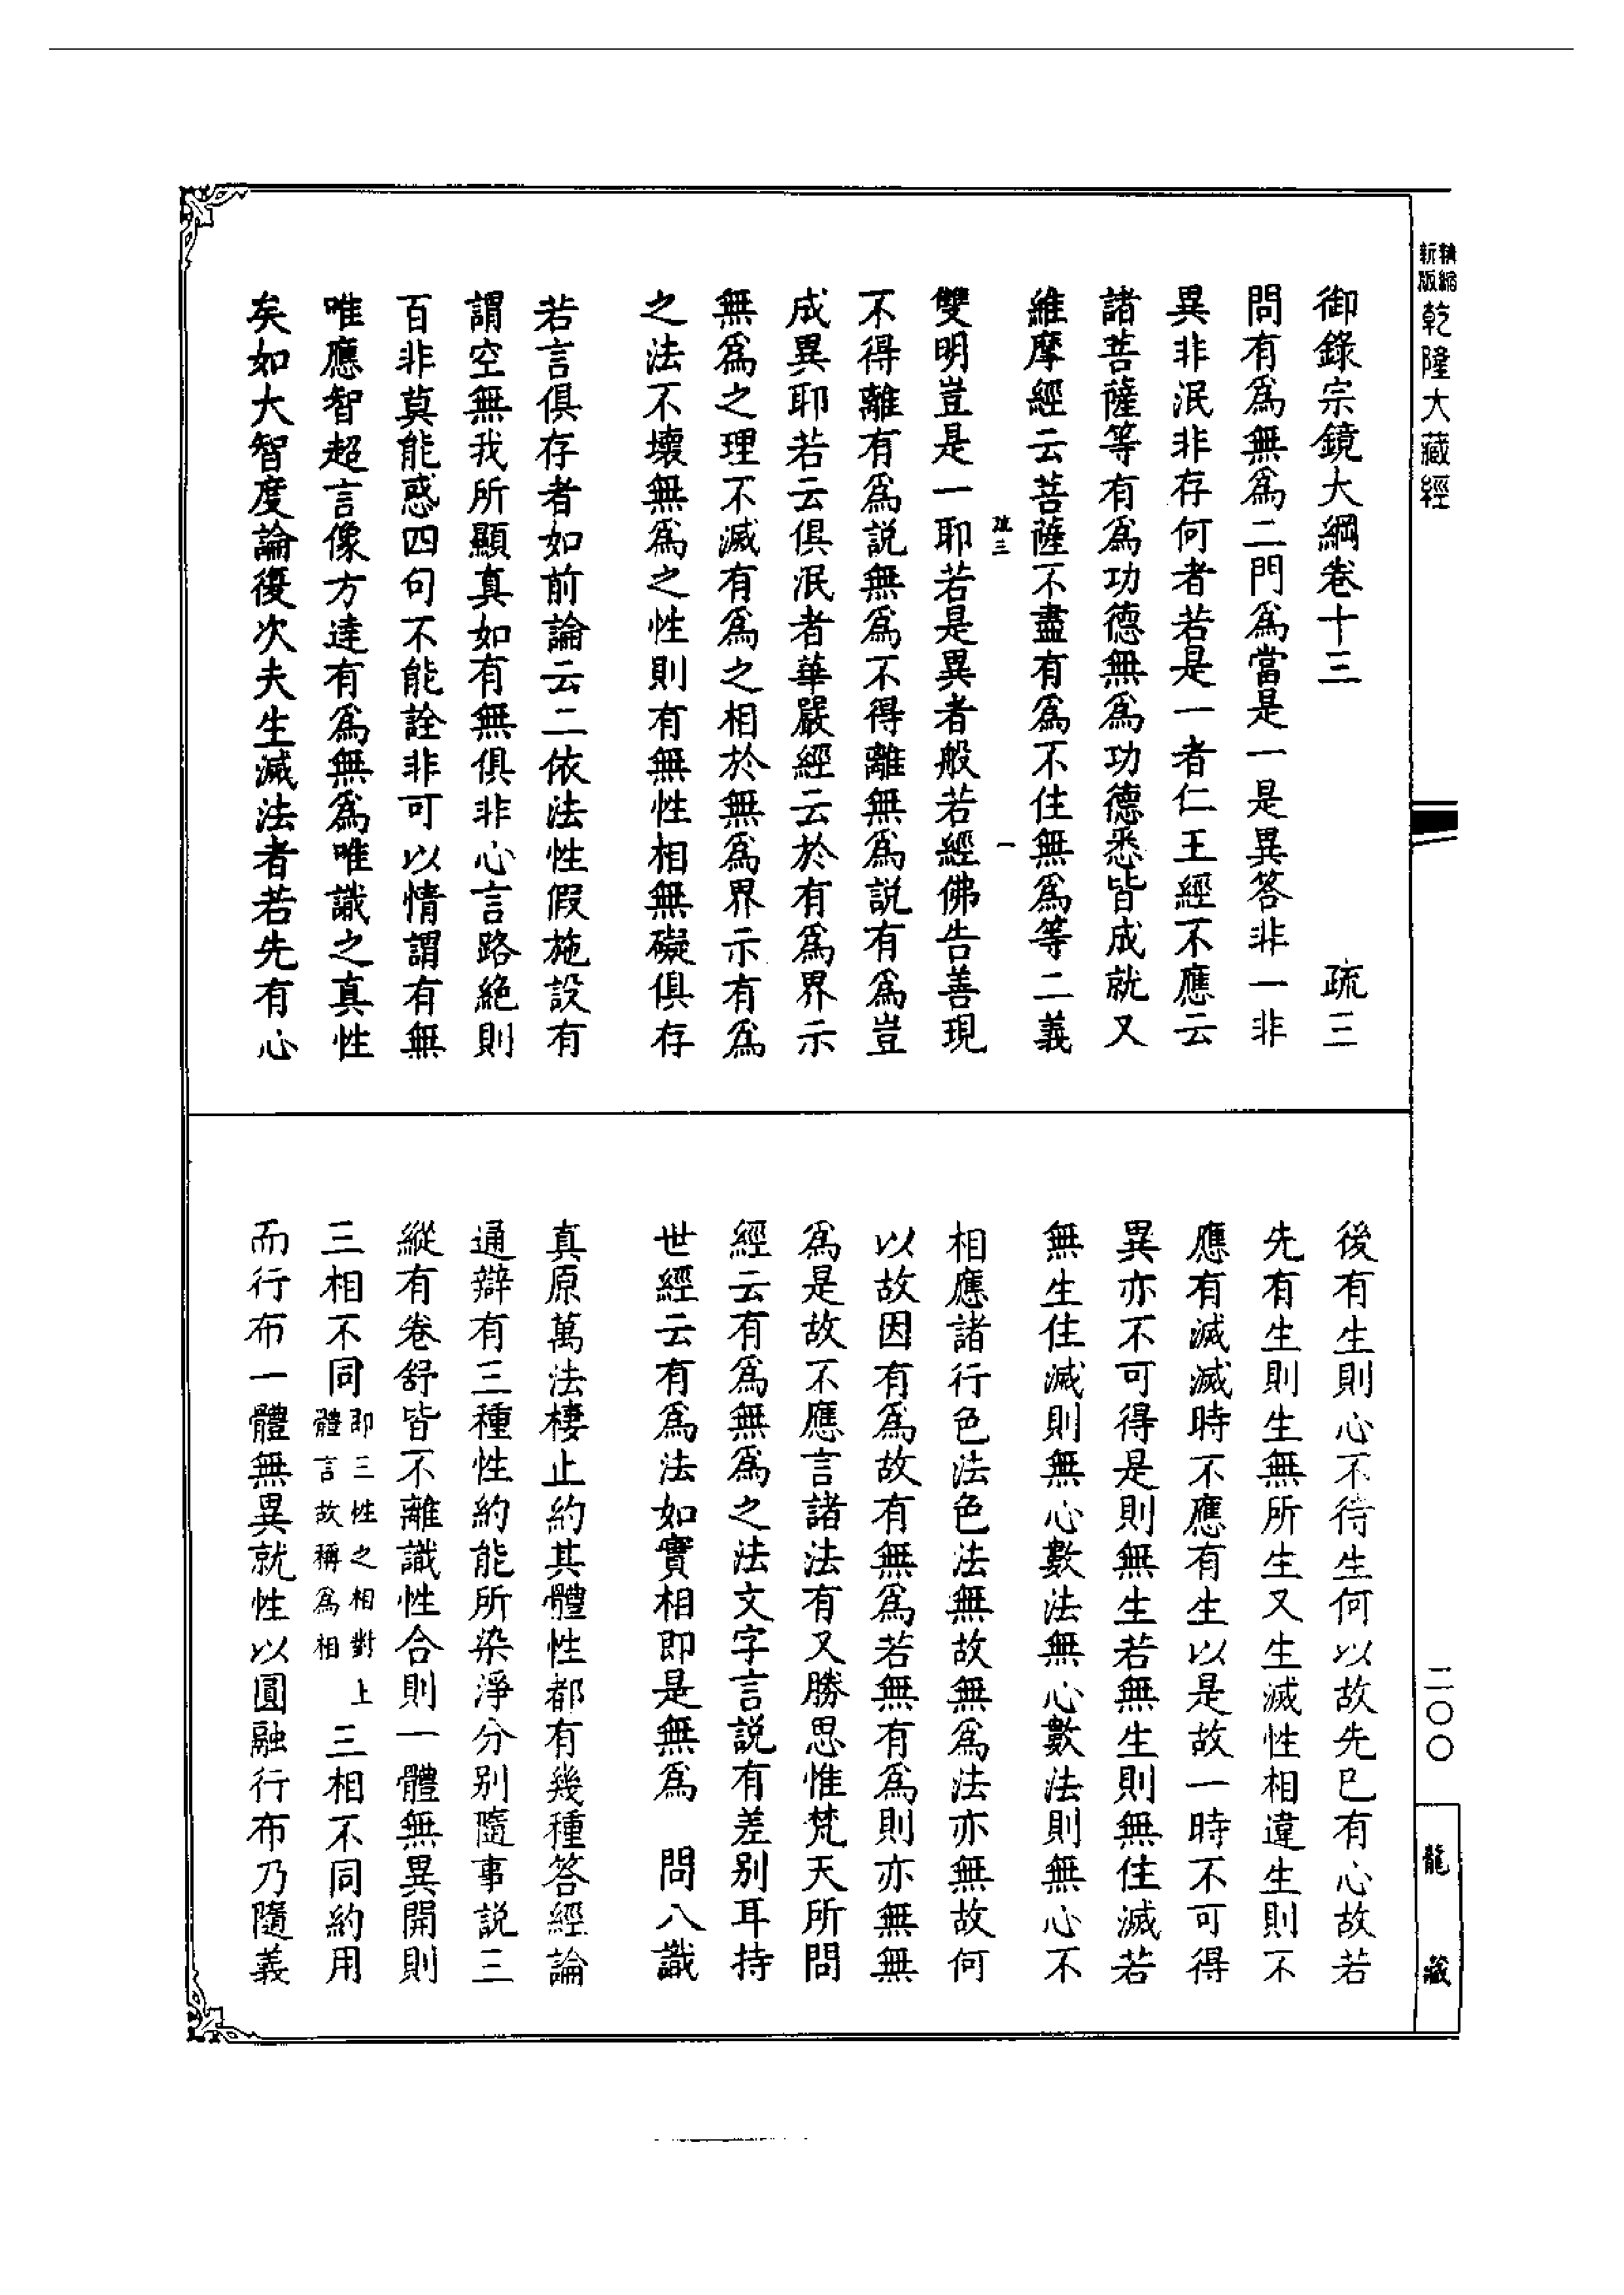 精縮新版乾隆大藏經
御錄宗鏡大綱卷十三 疏三
問有爲無爲二門爲當是一是異答非一非
異非泯非存何者若是一者仁王經不應云
諸菩薩等有爲功德無爲功德悉皆成就又
維摩經云菩薩不盡有爲不住無爲等二義
疏三 一
雙明豈是一耶若是異者般若經佛告善現
不得離有爲説無爲不得離無爲説有爲豈
成異耶若云俱泯者華嚴經云於有爲界示
無爲之理不滅有爲之相於無爲界示有爲
之法不壞無爲之性則有無性相無礙俱存
若言俱存者如前論云二依法性假施設有
謂空無我所顯真如有無俱非心言路絶則
百非莫能惑四句不能詮非可以情謂有無
唯應智超言像方達有爲無爲唯識之真性
矣如大智度論復次夫生滅法者若先有心
後有生則心不待生何以故先已有心故若
先有生則生無所生又生滅性相違生則不
應有滅滅時不應有生以是故一時不可得
異亦不可得是則無生若無生則無住滅若
無生住滅則無心數法無心數法則無心不
相應諸行色法色法無故無爲法亦無故何
以故因有爲故有無爲若無有爲則亦無無
爲是故不應言諸法有又勝思惟梵天所問
經云有爲無爲之法文字言説有差别耳持
世經云有爲法如實相即是無爲 問八識
真原萬法棲止約其體性都有幾種答經論
通辯有三種性約能所染淨分别隨事説三
縱有卷舒皆不離識性合則一體無異開則
三相不同即三性之相對上體言故稱爲相三相不同約用
而行布一體無異就性以圓融行布乃隨義
二〇〇
龍藏